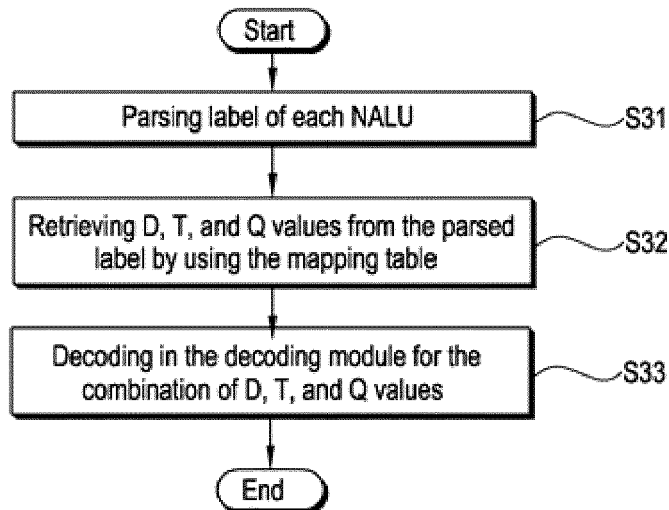 Start
Parsing label of each NALU
S31
Retrieving D, T, and Q values from the parsed
label by using the mapping table
S32
Decoding in the decoding module for the
combination of D, T, and Q values
S33
End